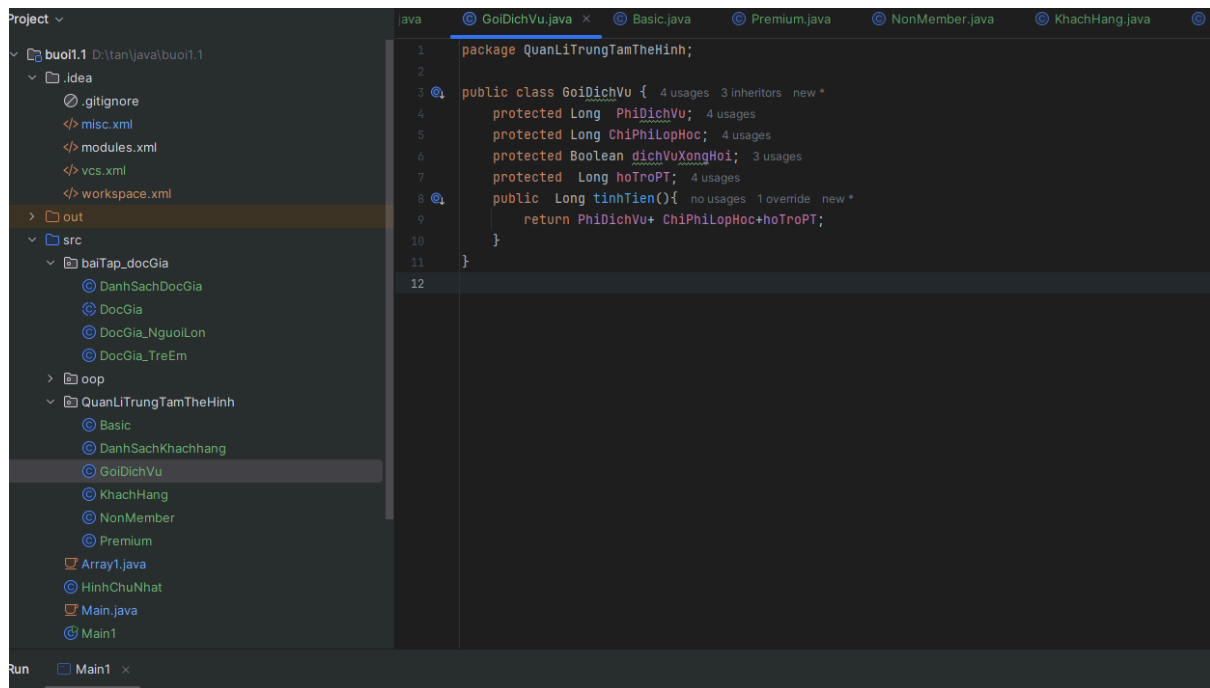 Project
buoi1.1 D:\tan\java\buoi1.1
.idea
.gitignore
misc.xml
modules.xml
vcs.xml
workspace.xml
out
src
baiTap_docGia
DanhSachDocGia
DocGia
DocGia_NguoiLon
DocGia_TreEm
oop
QuanLiTrungTamTheHinh
Basic
DanhSachKhachhang
GoiDichVu
KhachHang
NonMember
Premium
Array1.java
HinhChuNhat
Main.java
Main1
java GoiDichVu.java Basic.java Premium.java NonMember.java KhachHang.java
1 package QuanLiTrungTamTheHinh;
2
3 public class GoiDichVu { 4 usages 3 inheritors new *
4 protected Long PhiDichVu; 4 usages
5 protected Long ChiPhiLopHoc; 4 usages
6 protected Boolean dichVuXongHoi; 3 usages
7 protected Long hoTroPT; 4 usages
8 public Long tinhTien(){ no usages 1 override new *
9 return PhiDichVu+ ChiPhiLopHoc+hoTroPT;
10 }
11 }
12
Run Main1